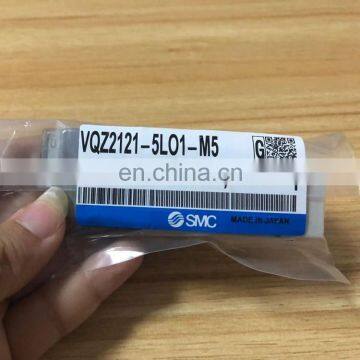 VQZ2121-5LO1-M5
G
en.china.cn
SMC
MADE IN JAPAN